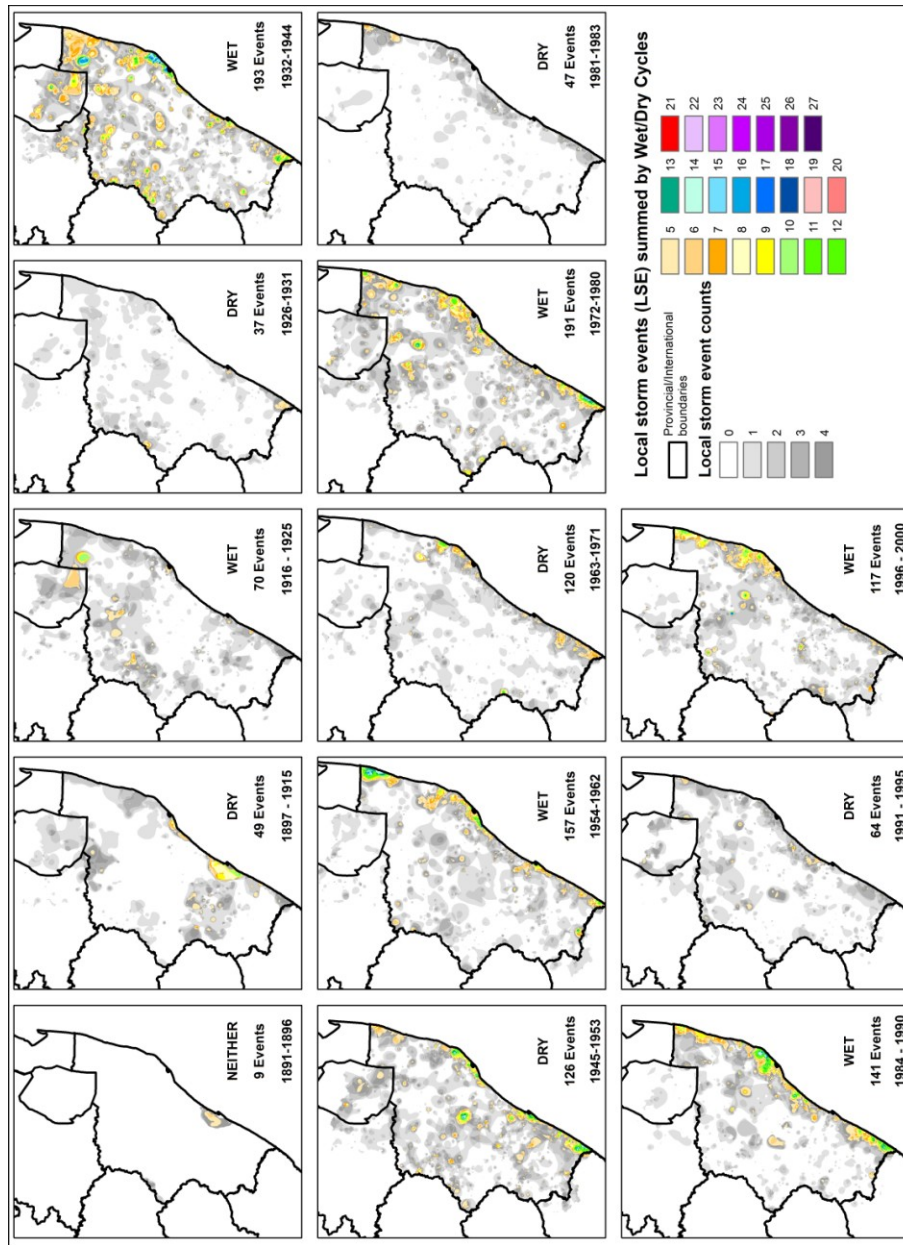 NEITHER
9 Events
1891-1896
DRY
49 Events
1897 - 1915
WET
70 Events
1916 - 1925
DRY
37 Events
1926-1931
WET
193 Events
1932-1944
DRY
126 Events
1945-1953
WET
157 Events
1954-1962
DRY
120 Events
1963-1971
WET
191 Events
1972-1980
DRY
47 Events
1981-1983
WET
141 Events
1984 - 1990
DRY
64 Events
1991 - 1995
WET
117 Events
1996 - 2000
Local storm events (LSE) summed by Wet/Dry Cycles
Provincial/International
boundaries
Local storm event counts
0
1
2
3
4
5
6
7
8
9
10
11
12
13
14
15
16
17
18
19
20
21
22
23
24
25
26
27